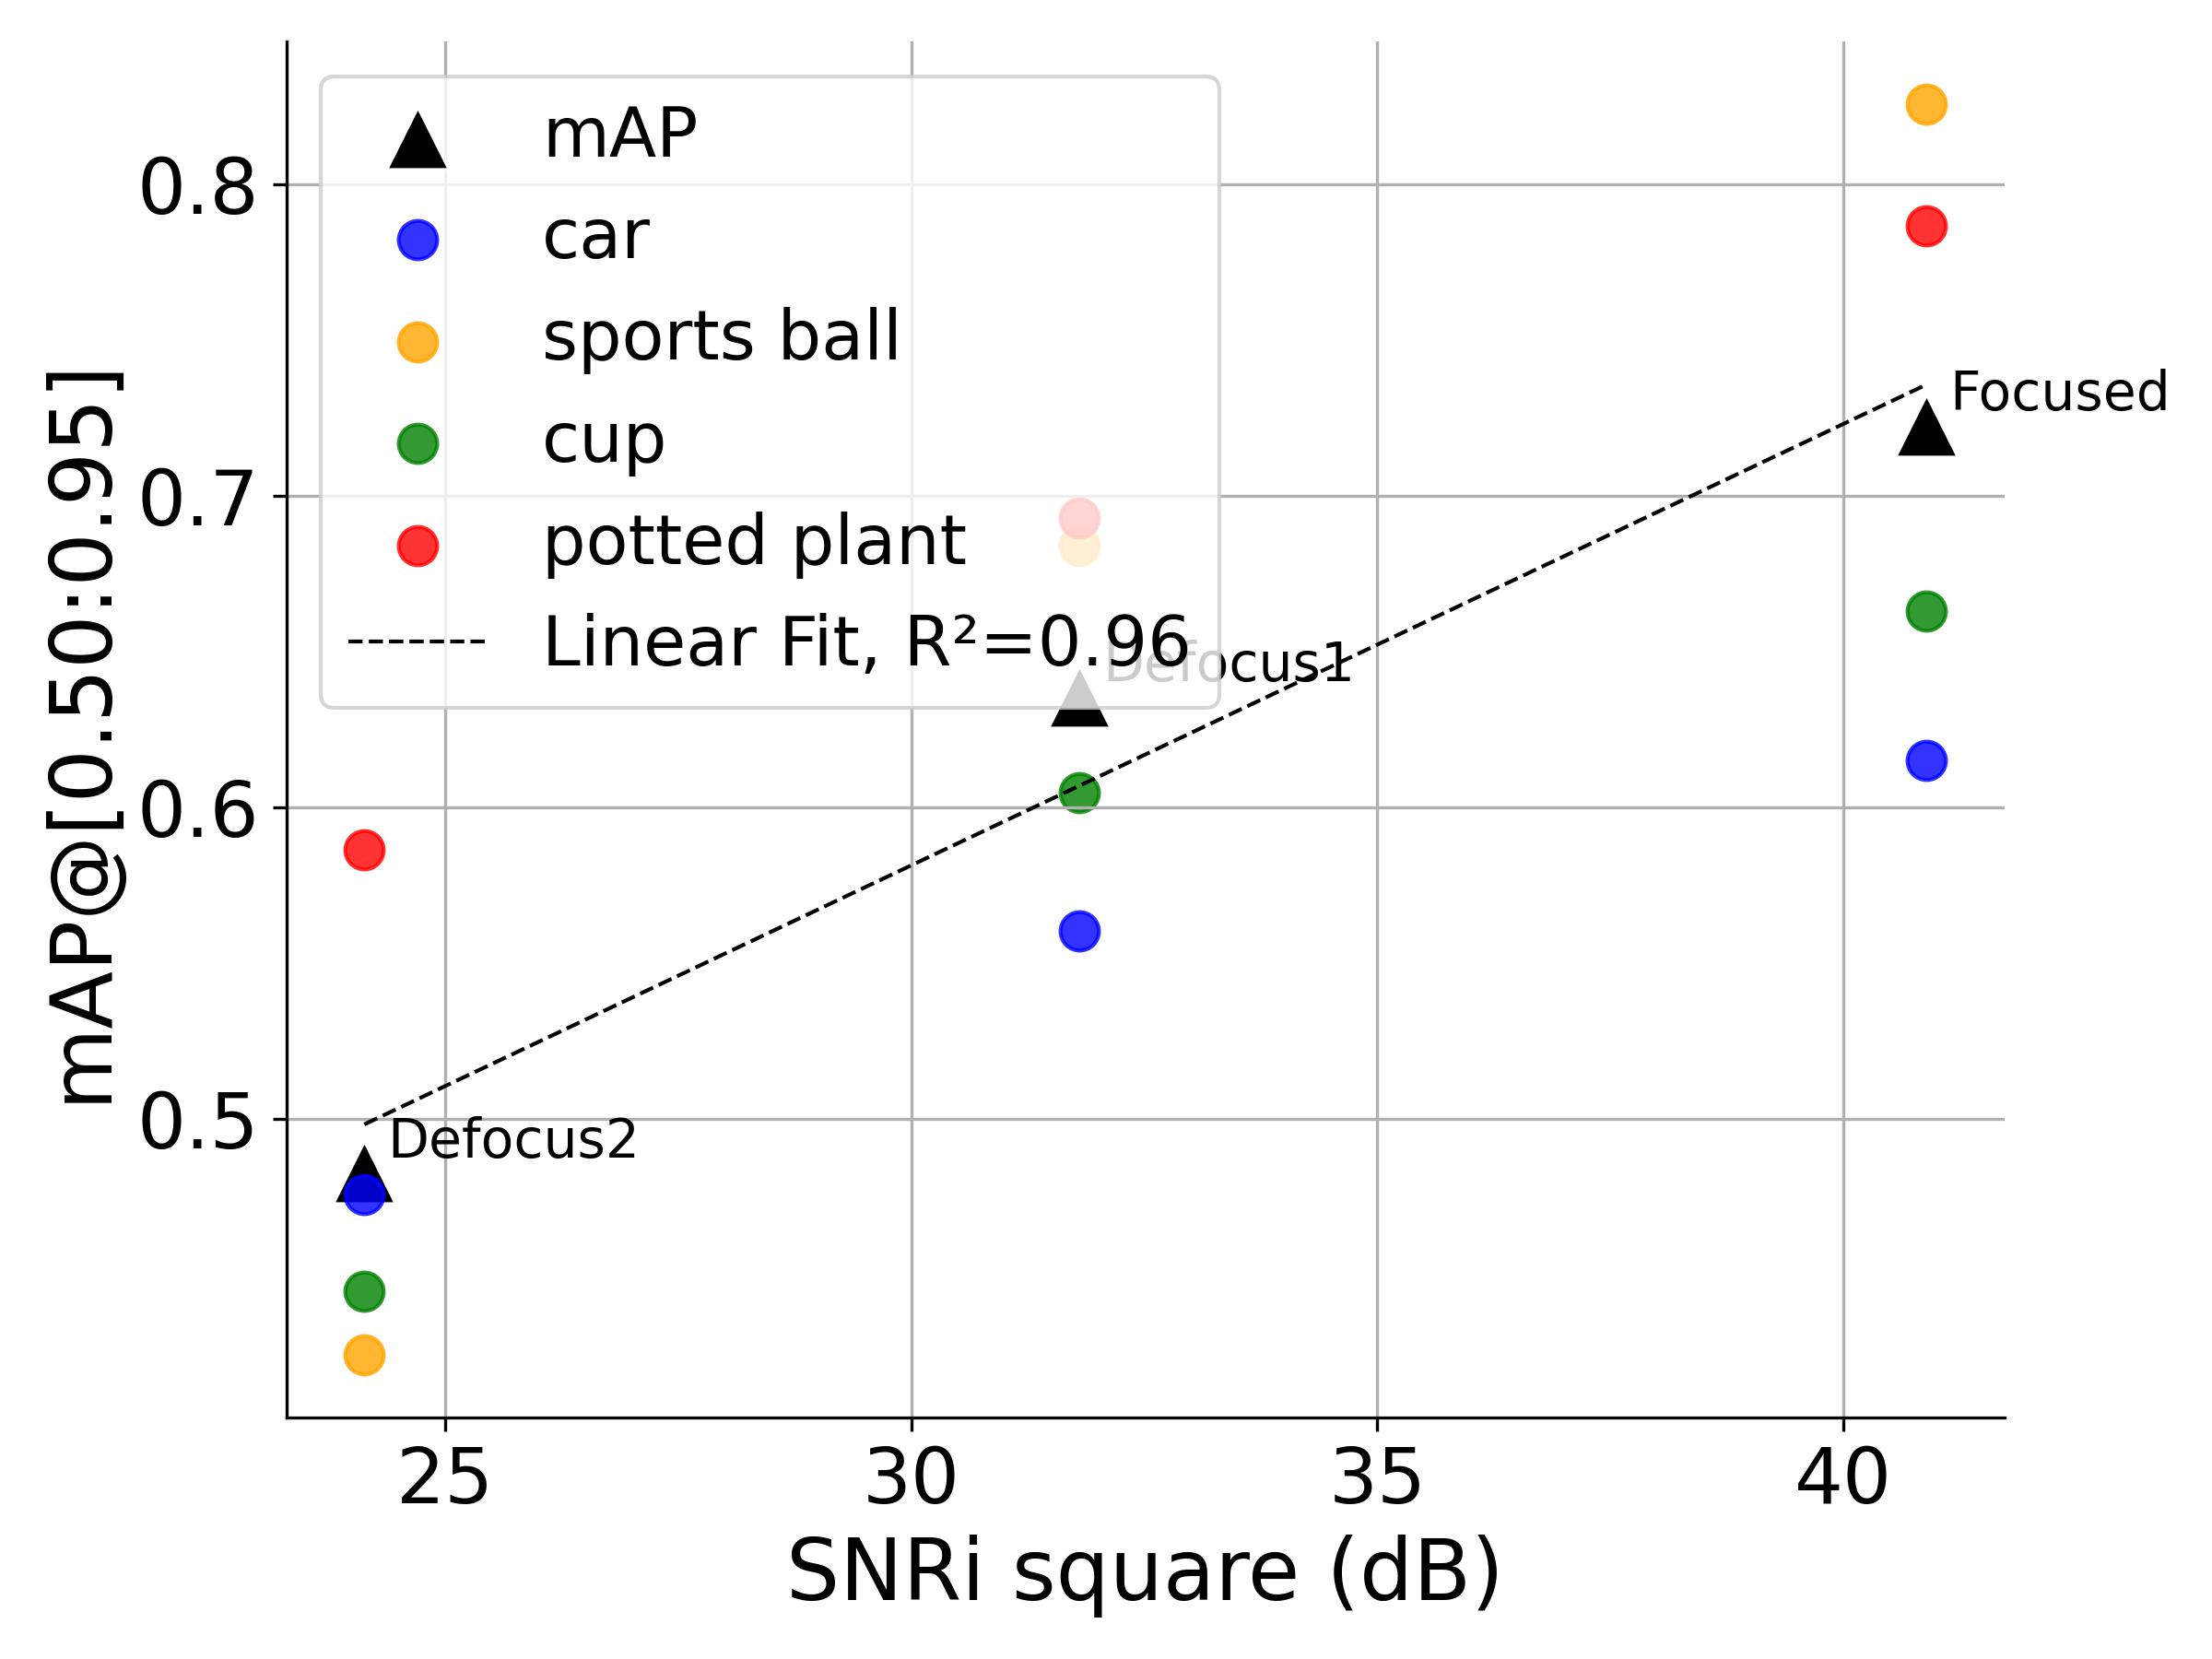 mAP
car
sports ball
cup
potted plant
Linear Fit, R²=0.96
Focused
Defocus1
Defocus2
0.8
0.7
0.6
0.5
mAP@[0.50:0.95]
25
30
35
40
SNRi square (dB)